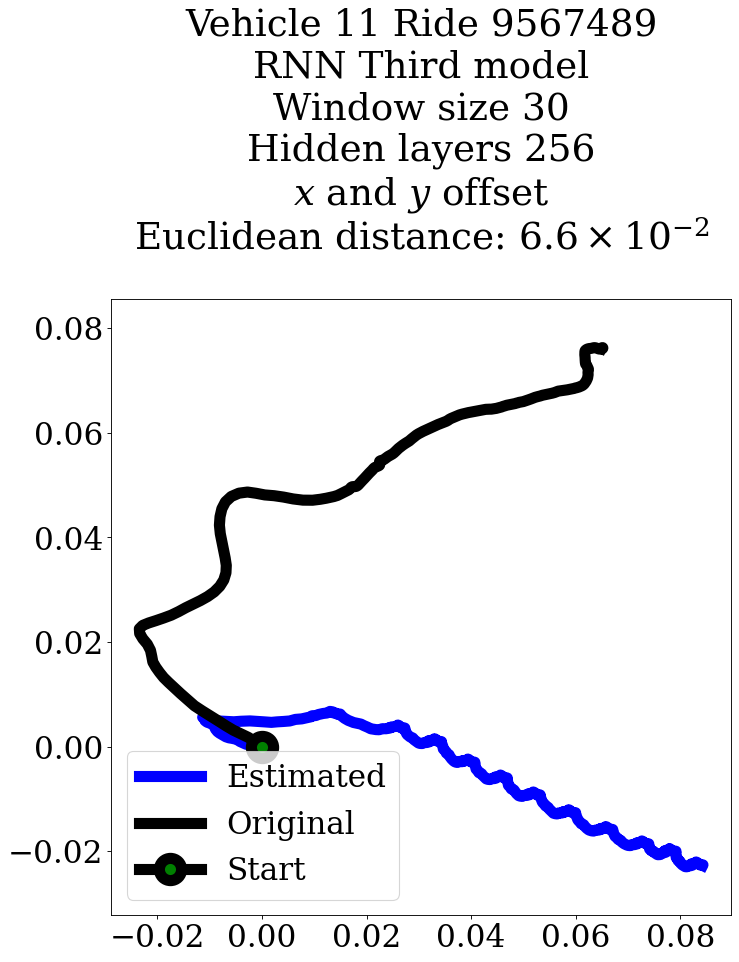 Vehicle 11 Ride 9567489
RNN Third model
Window size 30
Hidden layers 256
x and y offset
Euclidean distance: 6.6 × 10⁻²
0.08
0.06
0.04
0.02
0.00
−0.02
Estimated
Original
Start
−0.02 0.00 0.02 0.04 0.06 0.08